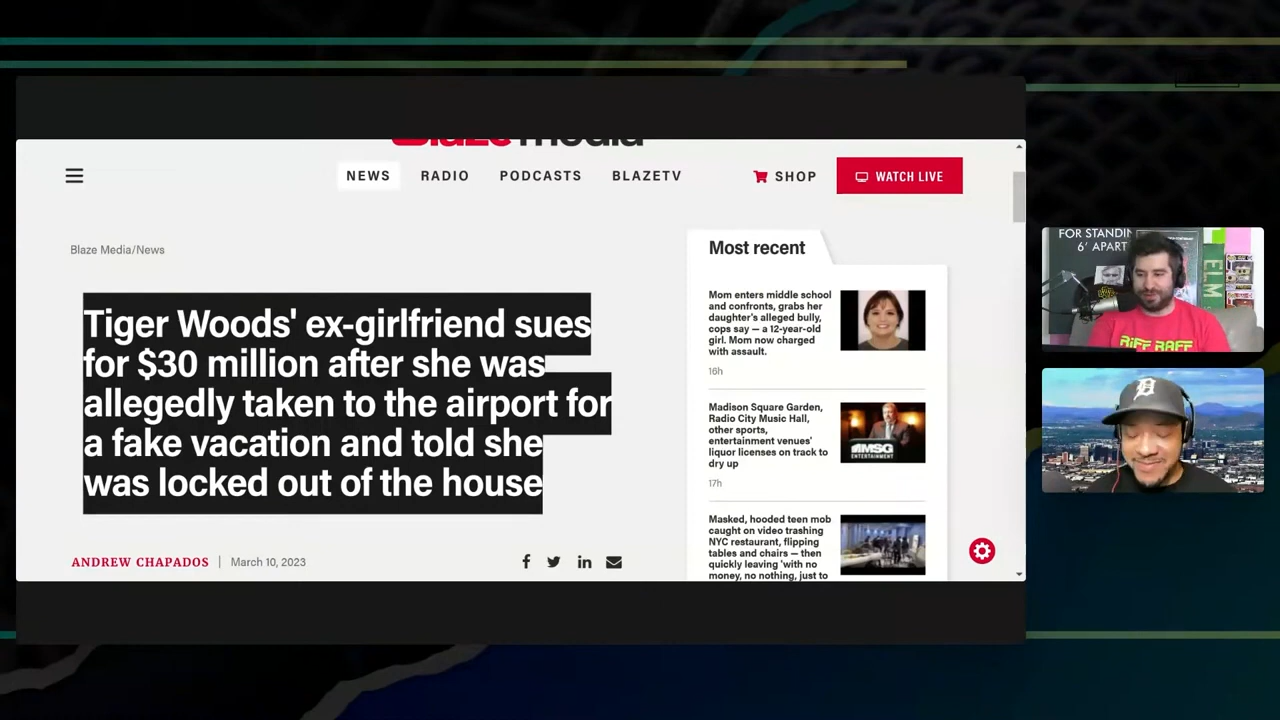 Blaze media
NEWS
RADIO
PODCASTS
BLAZETV
SHOP
WATCH LIVE
Blaze Media/News
Tiger Woods' ex-girlfriend sues
for $30 million after she was
allegedly taken to the airport for
a fake vacation and told she
was locked out of the house
ANDREW CHAPADOS | March 10, 2023
Most recent
Mom enters middle school
and confronts, grabs her
daughter's alleged bully,
cops say — a 12-year-old
girl. Mom now charged
with assault.
16h
Madison Square Garden,
Radio City Music Hall,
other sports,
entertainment venues'
liquor licenses on track to
dry up
17h
MSG
ENTERTAINMENT
Masked, hooded teen mob
caught on video trashing
NYC restaurant, flipping
tables and chairs — then
quickly leaving 'with no
money, no nothing, just to
FOR STANDIN
6' APART
ELM
RiFF RAFF
D